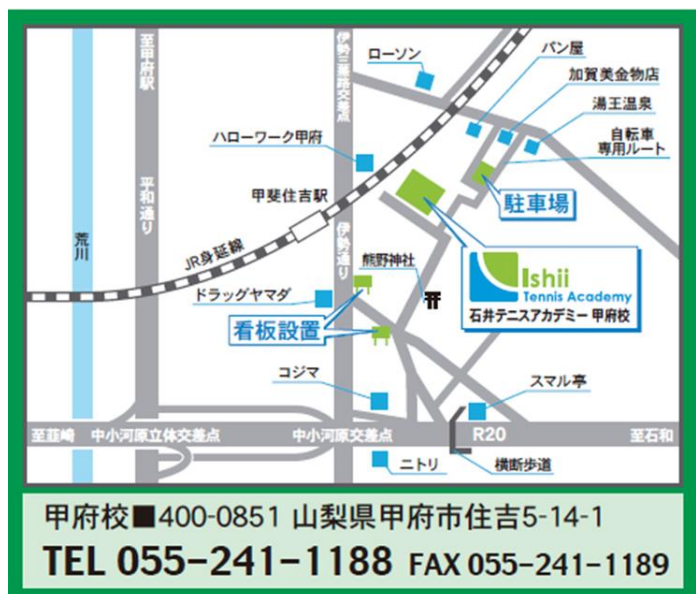 至甲府駅
伊勢三差路交差点
ローソン
パン屋
加賀美金物店
湯王温泉
自転車
専用ルート
ハローワーク甲府
駐車場
甲斐住吉駅
平和通り
荒川
JR身延線
伊勢通り
熊野神社
Ishii
Tennis Academy
石井テニスアカデミー 甲府校
ドラッグヤマダ
看板設置
コジマ
スマル亭
至韮崎
中小河原立体交差点
中小河原交差点
R20
至石和
ニトリ
横断歩道
甲府校■400-0851 山梨県甲府市住吉5-14-1
TEL 055-241-1188 FAX 055-241-1189